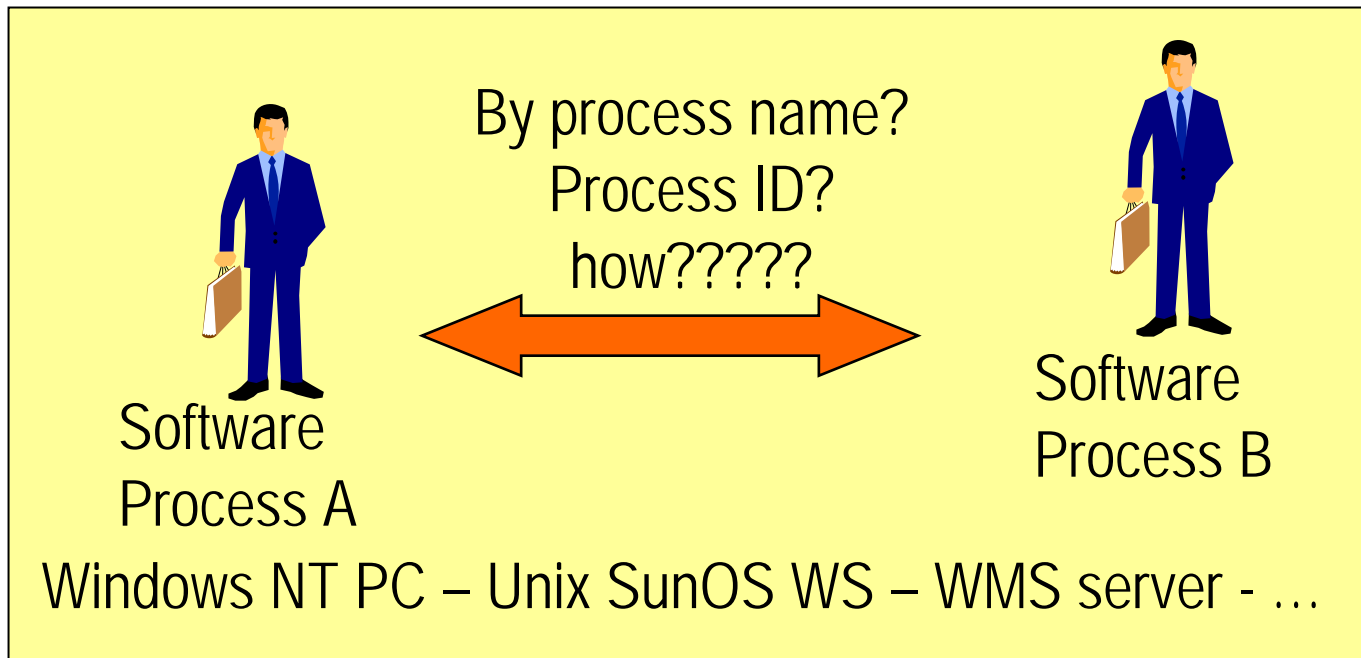 By process name?
Process ID?
how?????
Software
Process A
Software
Process B
Windows NT PC – Unix SunOS WS – WMS server - …